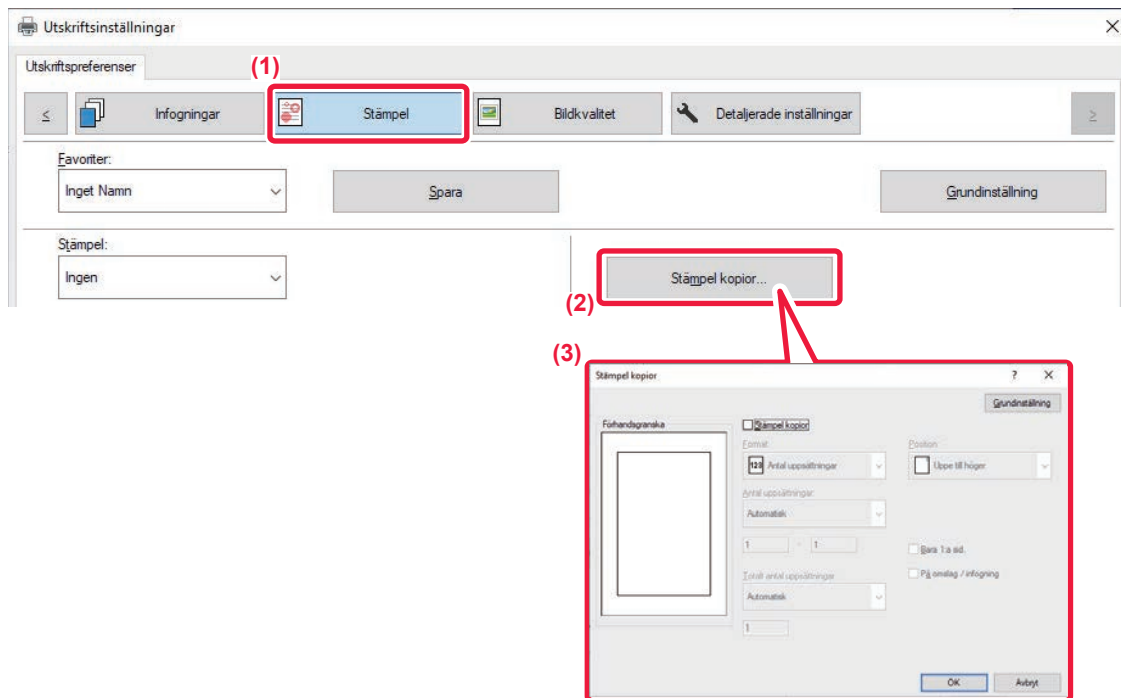 Utskriftsinställningar
Utskriftspreferenser
(1)
< Infogningar Stämpel Bildkvalitet Detaljerade inställningar >
Favoriter:
Inget Namn Spara Grundinställning
Stämpel:
Ingen Stämpel kopior...
(2)
(3)
Stämpel kopior ? X
Grundinställning
Förhandsgranska Stämpel kopior
Format Position
123 Antal uppsättningar Uppe till höger
Antal uppsättningar
Automatisk
1 - 1 Bara 1:a sid.
På omslag / infogning
Totalt antal uppsättningar
Automatisk
1
OK Avbryt